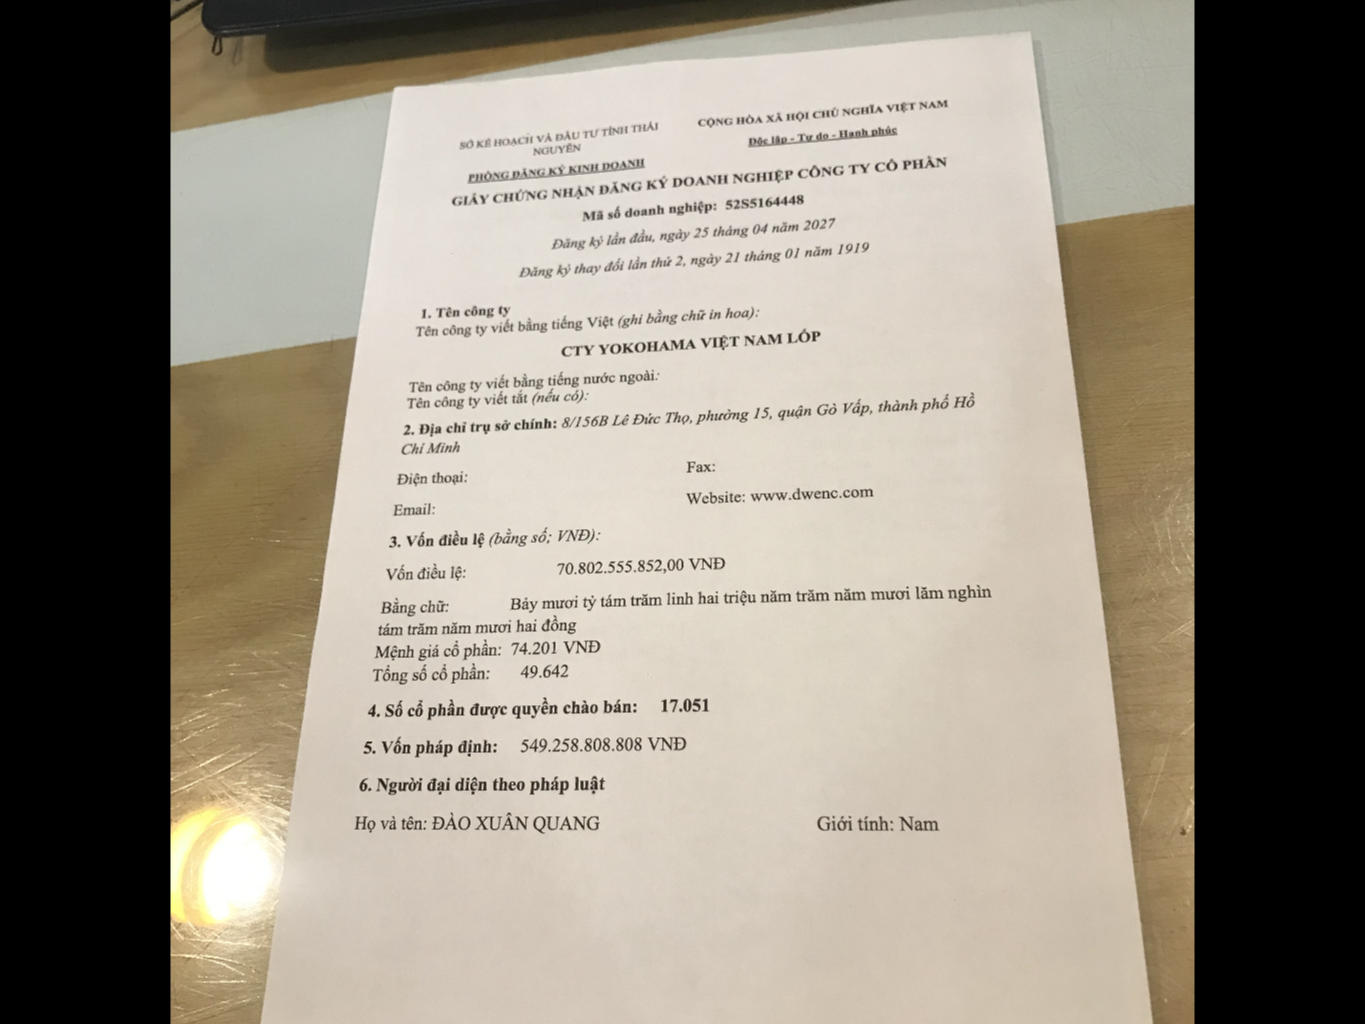 SỞ KẾ HOẠCH VÀ ĐẦU TƯ TỈNH THÁI
NGUYÊN
PHÒNG ĐĂNG KÝ KINH DOANH
CỘNG HÒA XÃ HỘI CHỦ NGHĨA VIỆT NAM
Độc lập - Tự do - Hạnh phúc
GIẤY CHỨNG NHẬN ĐĂNG KÝ DOANH NGHIỆP CÔNG TY CỔ PHẦN
Mã số doanh nghiệp: 52S5164448
Đăng ký lần đầu, ngày 25 tháng 04 năm 2027
Đăng ký thay đổi lần thứ 2, ngày 21 tháng 01 năm 1919
1. Tên công ty
Tên công ty viết bằng tiếng Việt (ghi bằng chữ in hoa):
CTY YOKOHAMA VIỆT NAM LỐP
Tên công ty viết bằng tiếng nước ngoài:
Tên công ty viết tắt (nếu có):
2. Địa chỉ trụ sở chính: 8/156B Lê Đức Thọ, phường 15, quận Gò Vấp, thành phố Hồ
Chí Minh
Điện thoại: Fax:
Email: Website: www.dwenc.com
3. Vốn điều lệ (bằng số; VNĐ):
Vốn điều lệ: 70.802.555.852,00 VNĐ
Bằng chữ: Bảy mươi tỷ tám trăm linh hai triệu năm trăm năm mươi lăm nghìn
tám trăm năm mươi hai đồng
Mệnh giá cổ phần: 74.201 VNĐ
Tổng số cổ phần: 49.642
4. Số cổ phần được quyền chào bán: 17.051
5. Vốn pháp định: 549.258.808.808 VNĐ
6. Người đại diện theo pháp luật
Họ và tên: ĐÀO XUÂN QUANG Giới tính: Nam